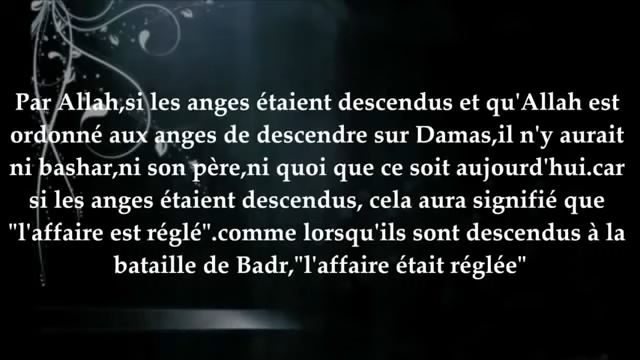 Par Allah,si les anges étaient descendus et qu'Allah est
ordonné aux anges de descendre sur Damas,il n'y aurait
ni bashar,ni son père,ni quoi que ce soit aujourd'hui.car
si les anges étaient descendus, cela aura signifié que
"l'affaire est réglé".comme lorsqu'ils sont descendus à la
bataille de Badr,"l'affaire était réglée"